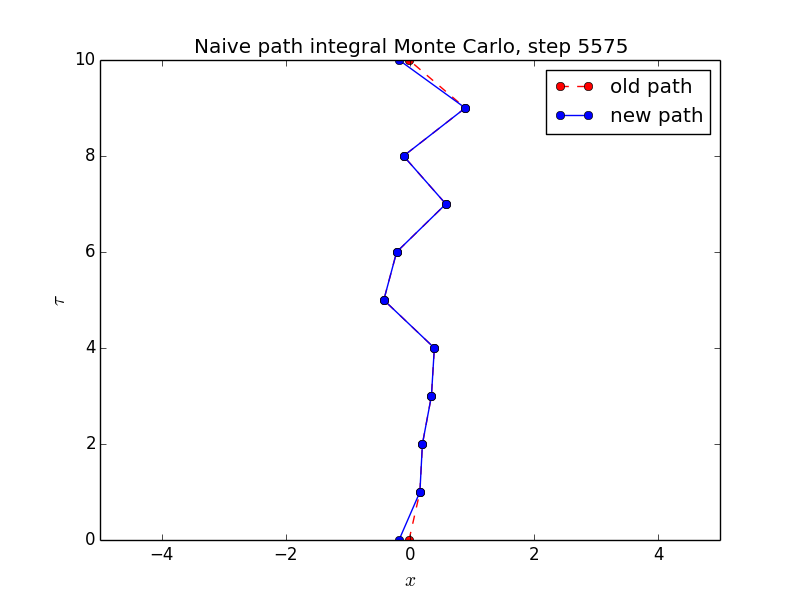 Naive path integral Monte Carlo, step 5575
10
old path
new path
8
6
τ
4
2
0
−4 −2 0 2 4
x